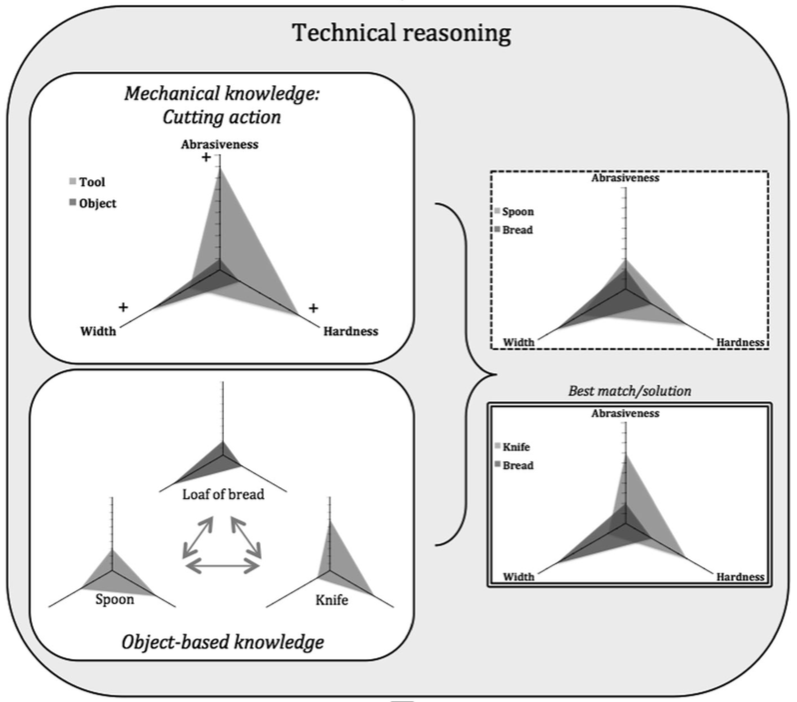 Technical reasoning
Mechanical knowledge:
Cutting action
Abrasiveness
+
Tool
Object
+
+
Width
Hardness
Loaf of bread
Spoon
Knife
Object-based knowledge
Abrasiveness
Spoon
Bread
Width
Hardness
Best match/solution
Abrasiveness
Knife
Bread
Width
Hardness